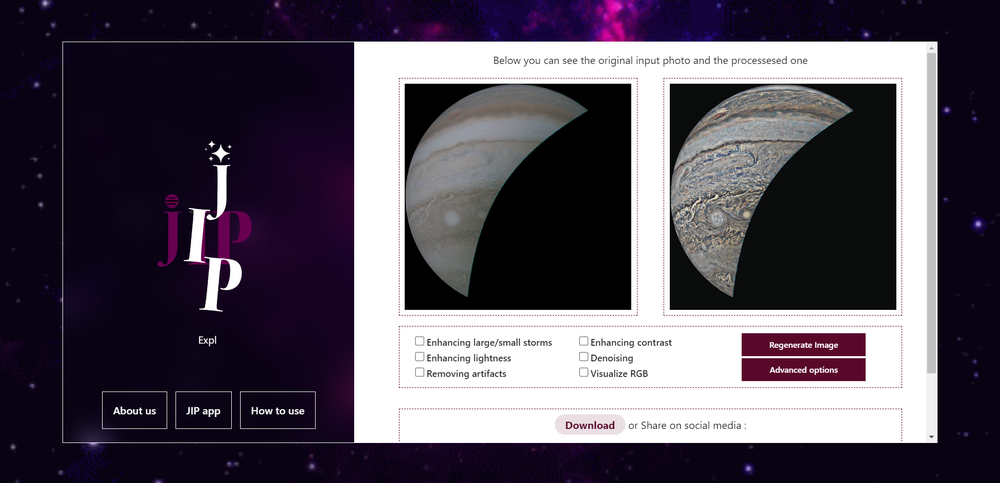 Below you can see the original input photo and the processesed one
J
I
P
jIP
Expl
About us
JIP app
How to use
Enhancing large/small storms
Enhancing contrast
Enhancing lightness
Denoising
Removing artifacts
Visualize RGB
Regenerate Image
Advanced options
Download or Share on social media :